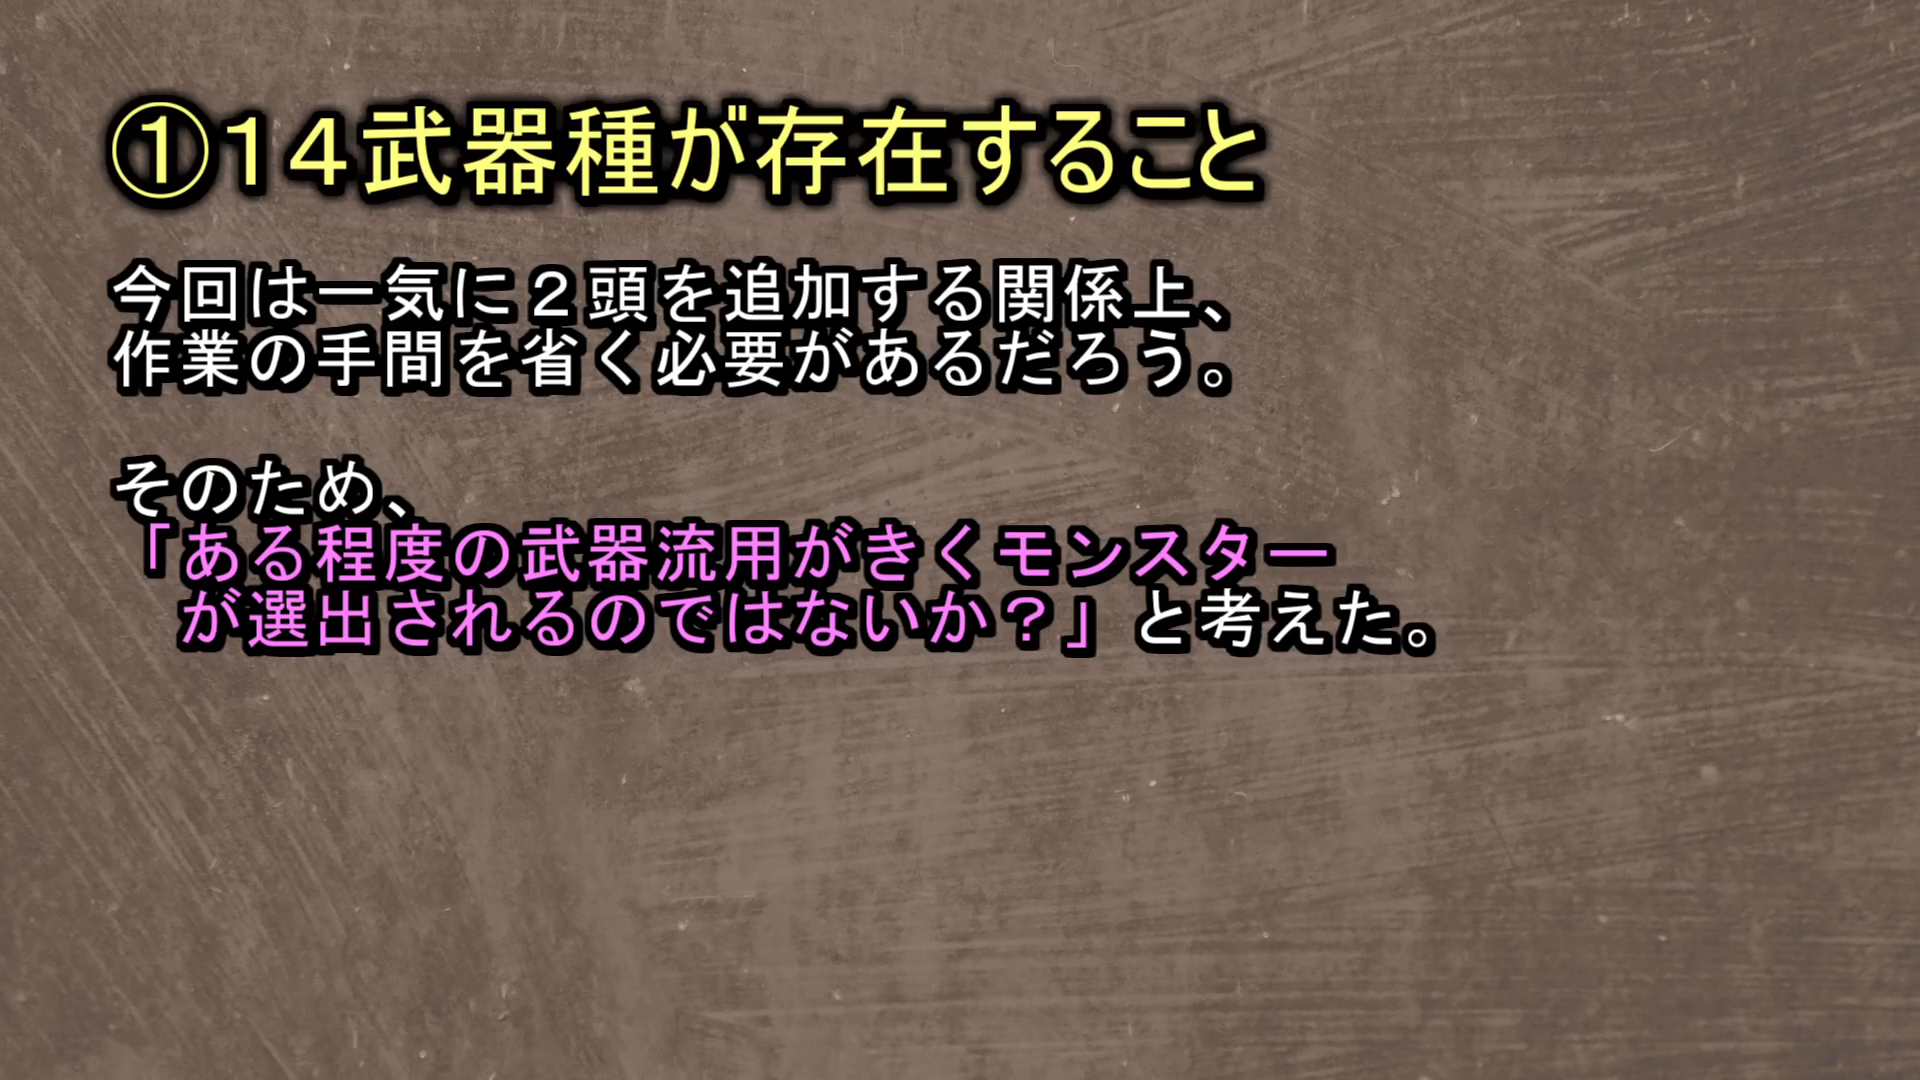 ①14武器種が存在すること
今回は一気に２頭を追加する関係上、
作業の手間を省く必要があるだろう。
そのため、
「ある程度の武器流用がきくモンスター
が選出されるのではないか？」と考えた。